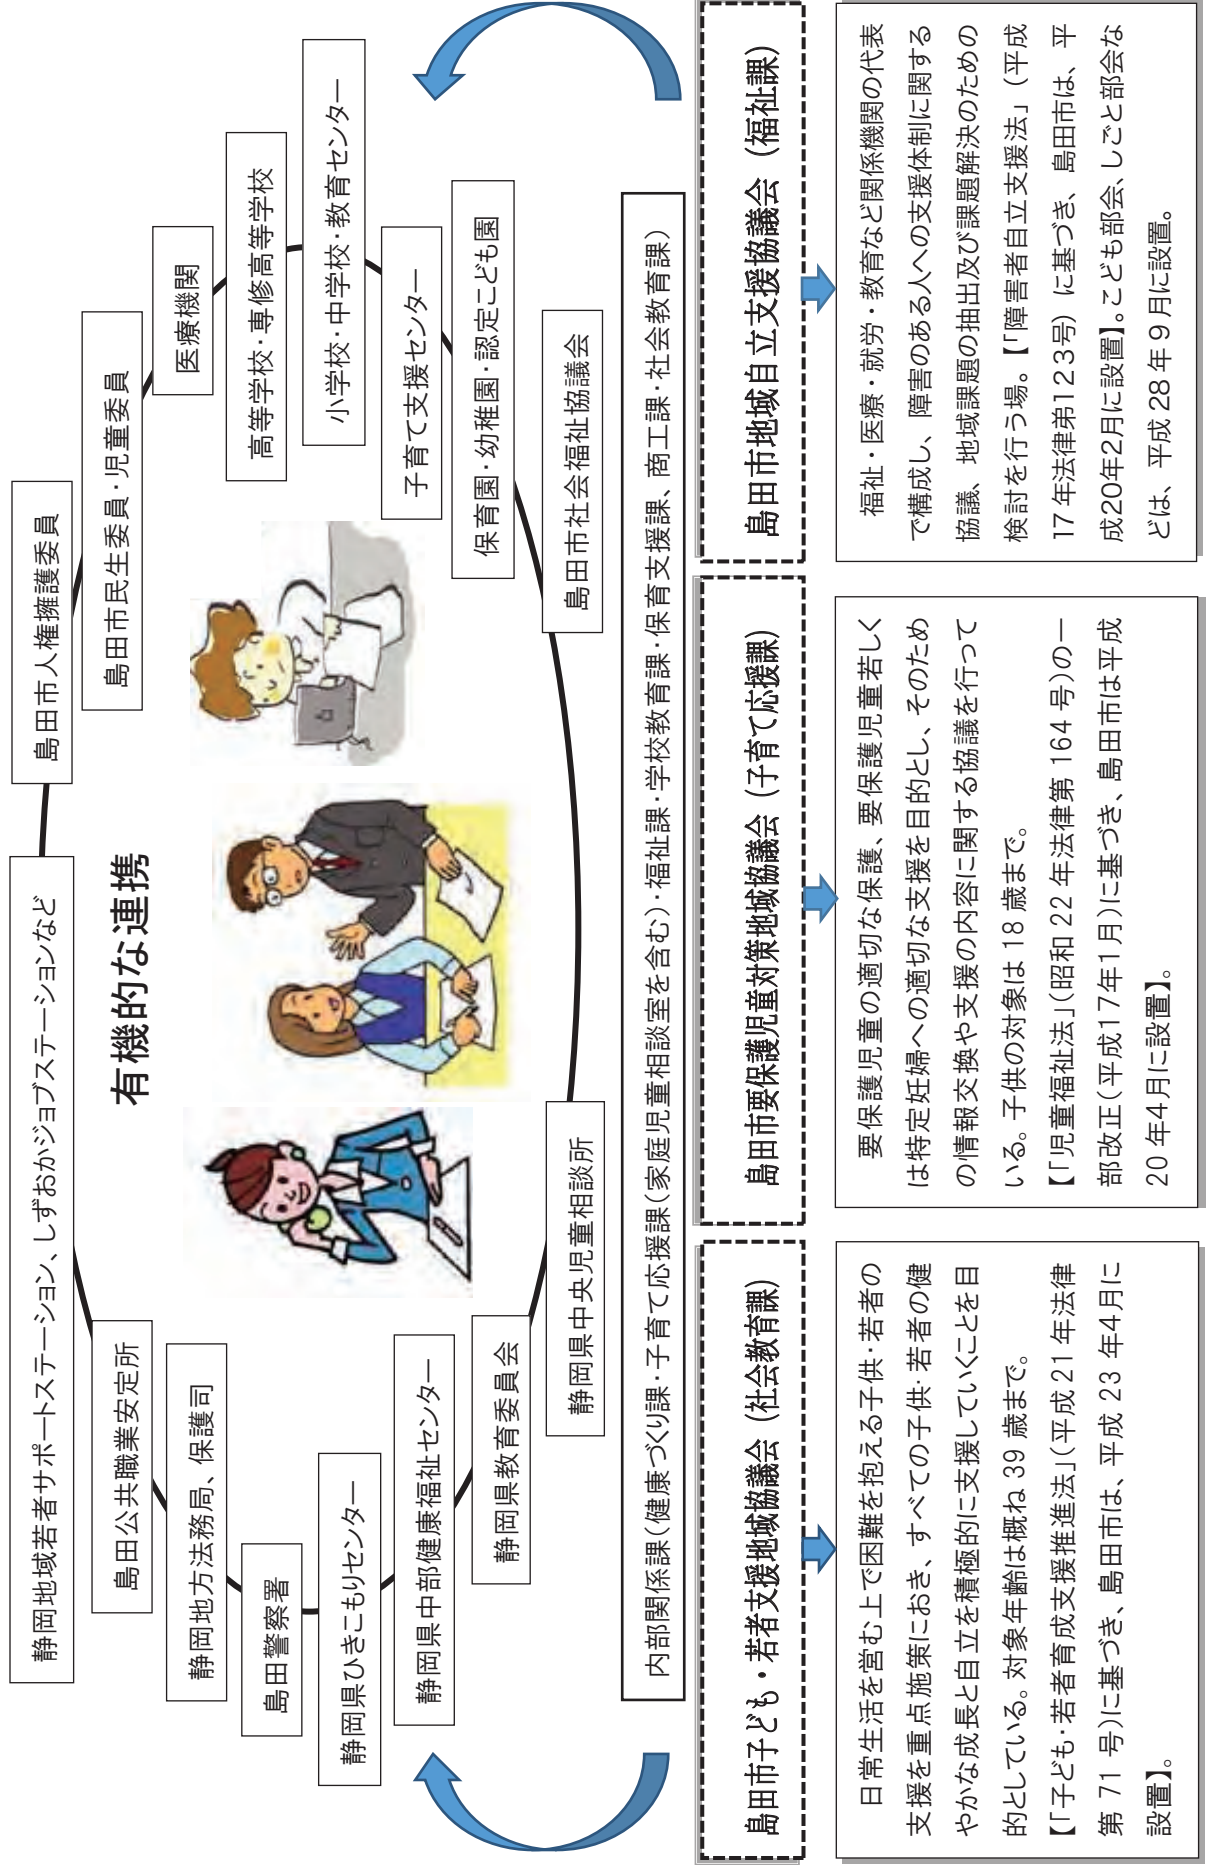 静岡地域若者サポートステーション、しずおかジョブステーションなど
島田市人権擁護委員
島田公共職業安定所
有機的な連携
島田市民生委員・児童委員
静岡地方法務局、保護司
医療機関
島田警察署
高等学校・専修高等学校
静岡県ひきこもりセンター
小学校・中学校・教育センター
静岡県中部健康福祉センター
子育て支援センター
静岡県教育委員会
保育園・幼稚園・認定こども園
静岡県中央児童相談所
島田市社会福祉協議会
内部関係課（健康づくり課・子育て応援課（家庭児童相談室を含む）・福祉課・学校教育課・保育支援課、商工課・社会教育課）
島田市子ども・若者支援地域協議会（社会教育課）
日常生活を営む上で困難を抱える子供・若者の
支援を重点施策におき、すべての子供・若者の健
やかな成長と自立を積極的に支援していくことを目
的としている。対象年齢は概ね 39 歳まで。
【「子ども・若者育成支援推進法」（平成 21 年法律
第 71 号）に基づき、島田市は、平成 23 年4月に
設置】。
島田市要保護児童対策地域協議会（子育て応援課）
要保護児童の適切な保護、要保護児童若しく
は特定妊婦への適切な支援を目的とし、そのため
の情報交換や支援の内容に関する協議を行って
いる。子供の対象は 18 歳まで。
【「児童福祉法」（昭和 22 年法律第 164 号）の一
部改正（平成17年1月）に基づき、島田市は平成
20 年4月に設置】。
島田市地域自立支援協議会（福祉課）
福祉・医療・就労・教育など関係機関の代表
で構成し、障害のある人への支援体制に関する
協議、地域課題の抽出及び課題解決のための
検討を行う場。【「障害者自立支援法」（平成
17年法律第123号）に基づき、島田市は、平
成20年2月に設置】。こども部会、しごと部会な
どは、平成 28 年 9 月に設置。